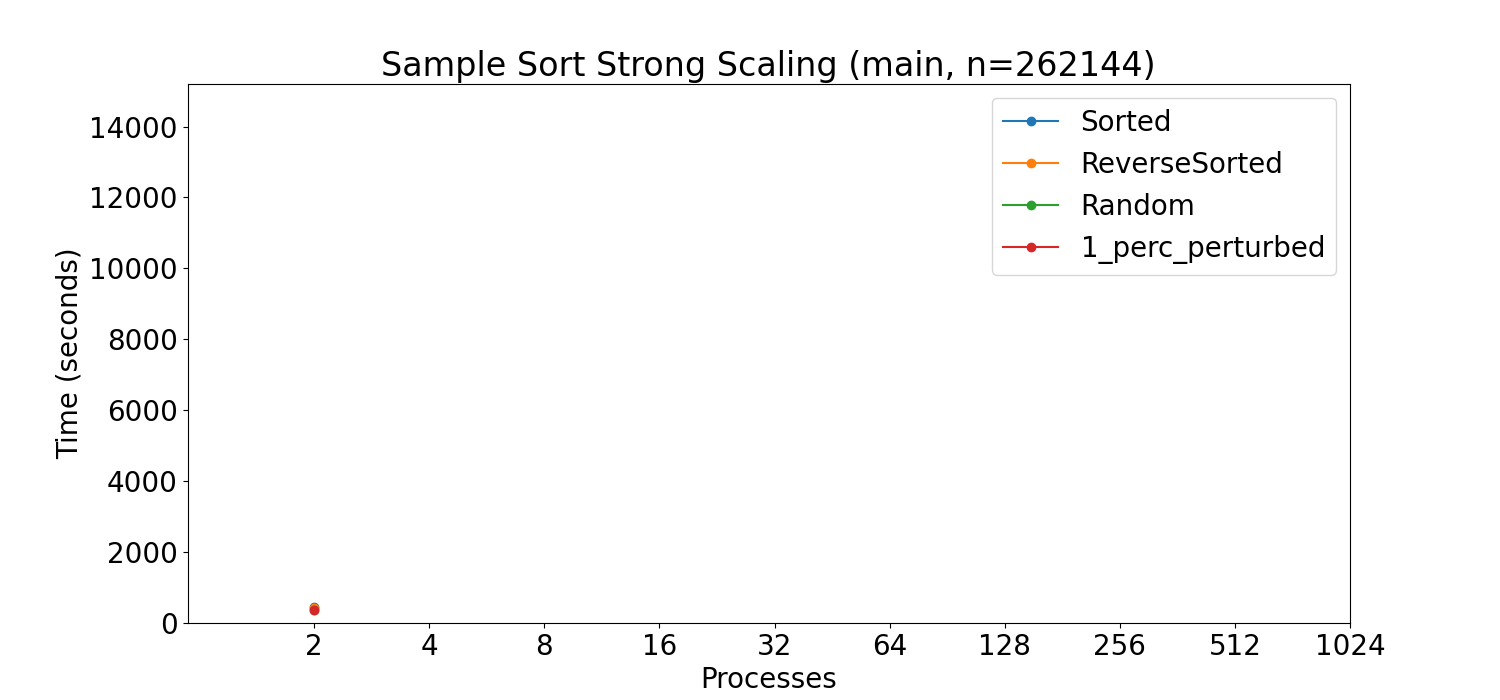 Sample Sort Strong Scaling (main, n=262144)
Sorted
ReverseSorted
Random
1_perc_perturbed
14000
12000
10000
8000
6000
4000
2000
0
Time (seconds)
2 4 8 16 32 64 128 256 512 1024
Processes